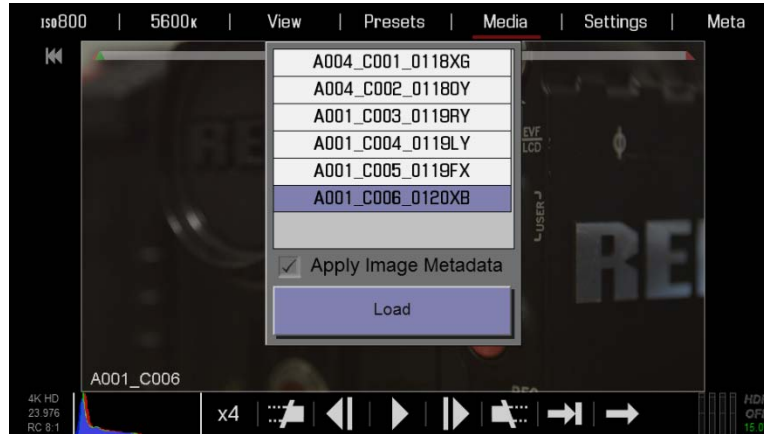 ISO800 | 5600K | View | Presets | Media | Settings | Meta
A004_C001_0118XG
A004_C002_0118OY
A001_C003_0119RY
A001_C004_0119LY
A001_C005_0119FX
A001_C006_0120XB
EVF
LCD
USER
RE
Apply Image Metadata
Load
A001_C006
4K HD
23.976
RC 8:1
x4